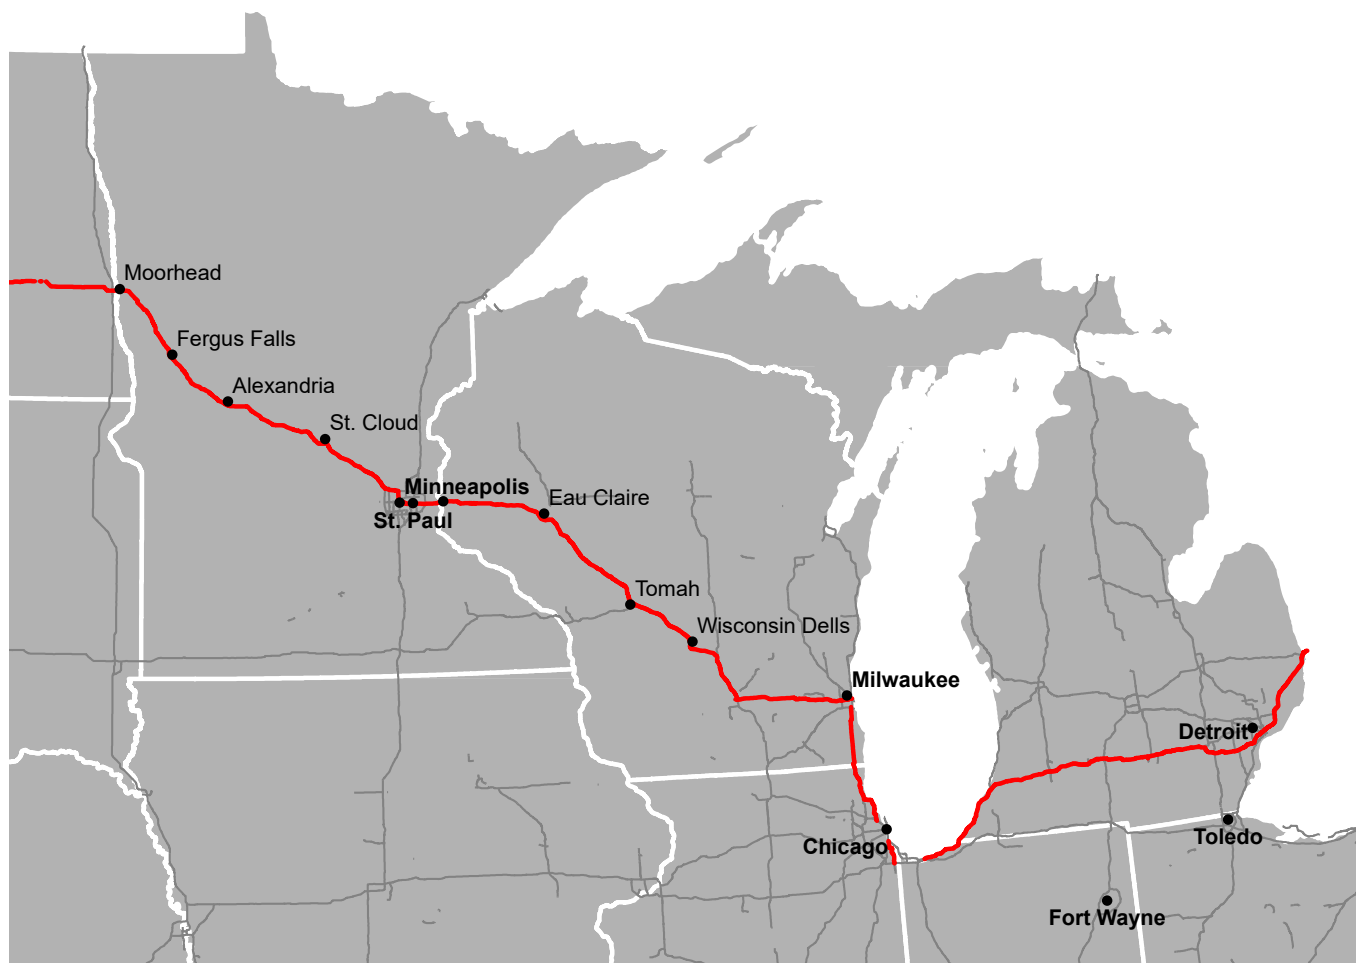 Moorhead
Fergus Falls
Alexandria
St. Cloud
Minneapolis
Eau Claire
St. Paul
Tomah
Wisconsin Dells
Milwaukee
Detroit
Chicago
Toledo
Fort Wayne